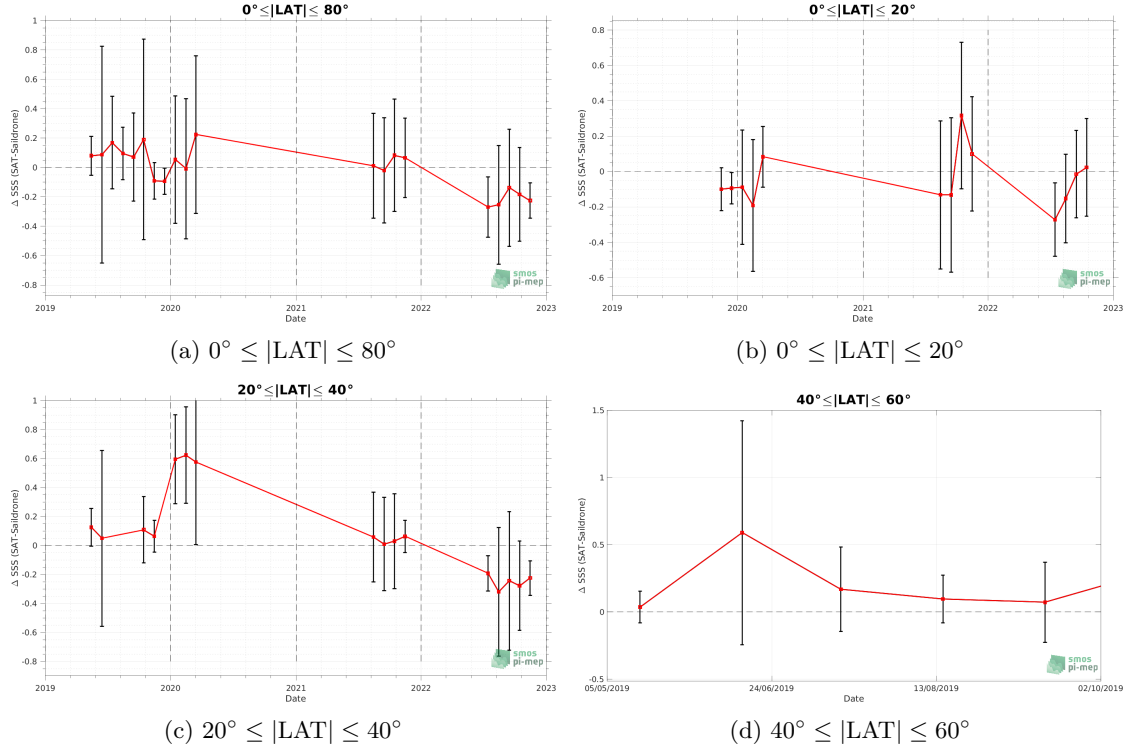 0°≤|LAT|≤ 80°
1
0.8
0.6
0.4
0.2
0
-0.2
-0.4
-0.6
-0.8
Δ SSS (SAT-Saildrone)
2019
2020
2021
2022
2023
Date
smos
pi-mep
(a) 0° ≤ |LAT| ≤ 80°
0°≤|LAT|≤ 20°
0.8
0.6
0.4
0.2
0
-0.2
-0.4
-0.6
Δ SSS (SAT-Saildrone)
2019
2020
2021
2022
2023
Date
smos
pi-mep
(b) 0° ≤ |LAT| ≤ 20°
20°≤|LAT|≤ 40°
1
0.8
0.6
0.4
0.2
0
-0.2
-0.4
-0.6
-0.8
Δ SSS (SAT-Saildrone)
2019
2020
2021
2022
2023
Date
smos
pi-mep
(c) 20° ≤ |LAT| ≤ 40°
40°≤|LAT|≤ 60°
1.5
1
0.5
0
-0.5
Δ SSS (SAT-Saildrone)
05/05/2019
24/06/2019
13/08/2019
02/10/2019
Date
smos
pi-mep
(d) 40° ≤ |LAT| ≤ 60°